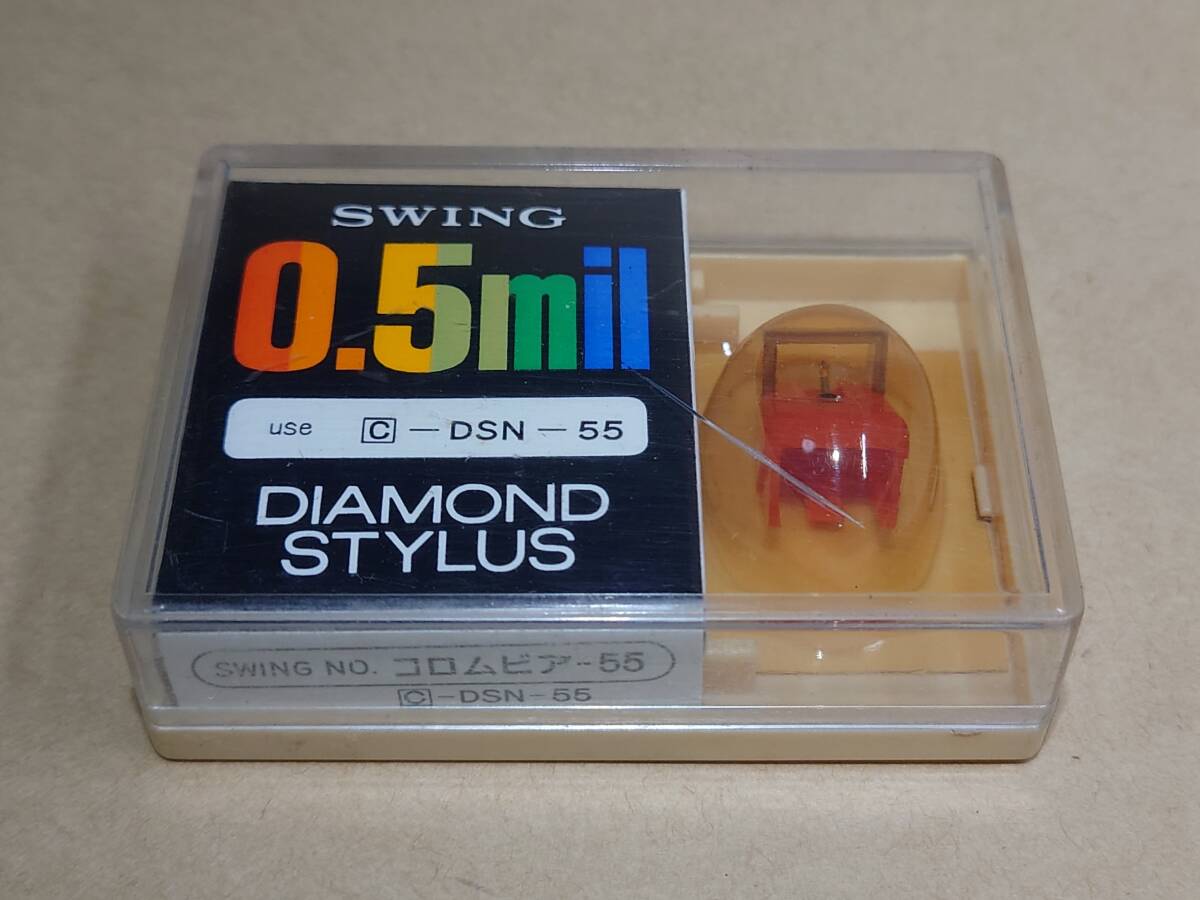 SWING
0.5mil
use 🄲-DSN-55
DIAMOND
STYLUS
SWING NO. コロムビア-55
🄲-DSN-55